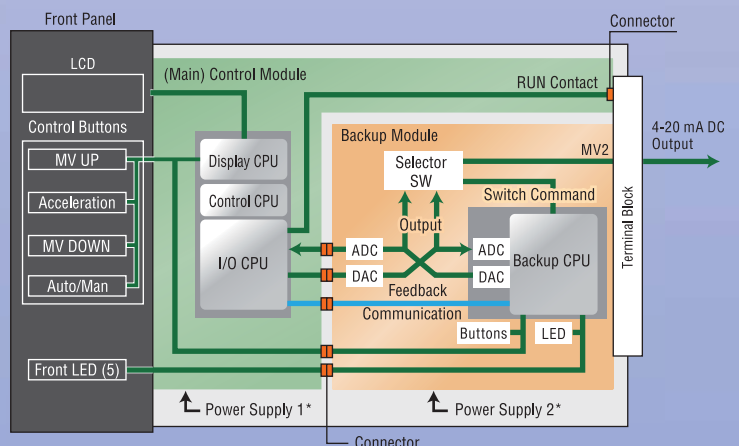 Front Panel
Connector
LCD
(Main) Control Module
RUN Contact
Control Buttons
Backup Module
4-20 mA DC
Output
MV UP
Display CPU
Selector
SW
MV2
Switch Command
Acceleration
Control CPU
Output
MV DOWN
I/O CPU
ADC
ADC
Backup CPU
Terminal Block
Auto/Man
DAC
DAC
Feedback
Communication
Buttons
LED
Front LED (5)
Power Supply 1*
Power Supply 2*
Connector